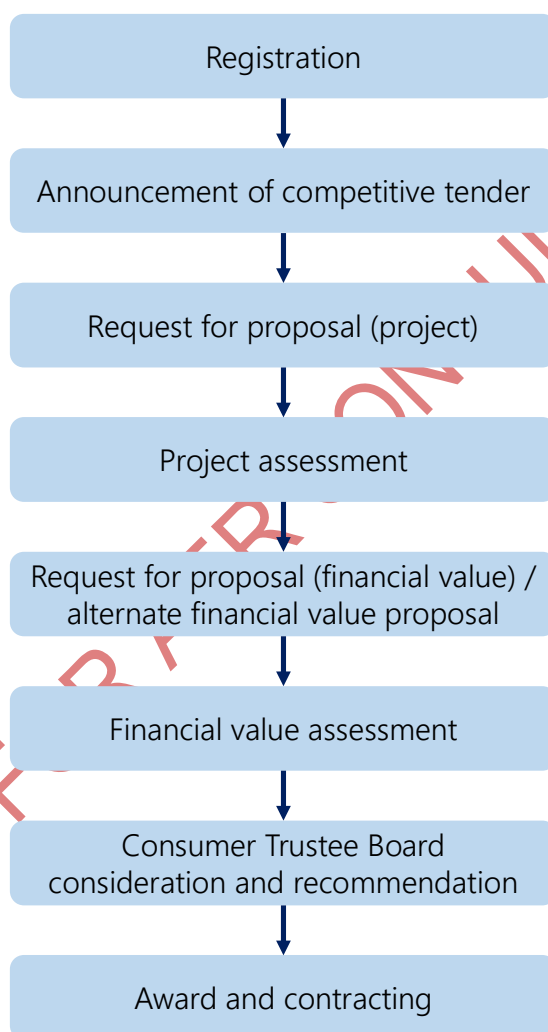 Registration
Announcement of competitive tender
Request for proposal (project)
Project assessment
Request for proposal (financial value) /
alternate financial value proposal
Financial value assessment
Consumer Trustee Board
consideration and recommendation
Award and contracting